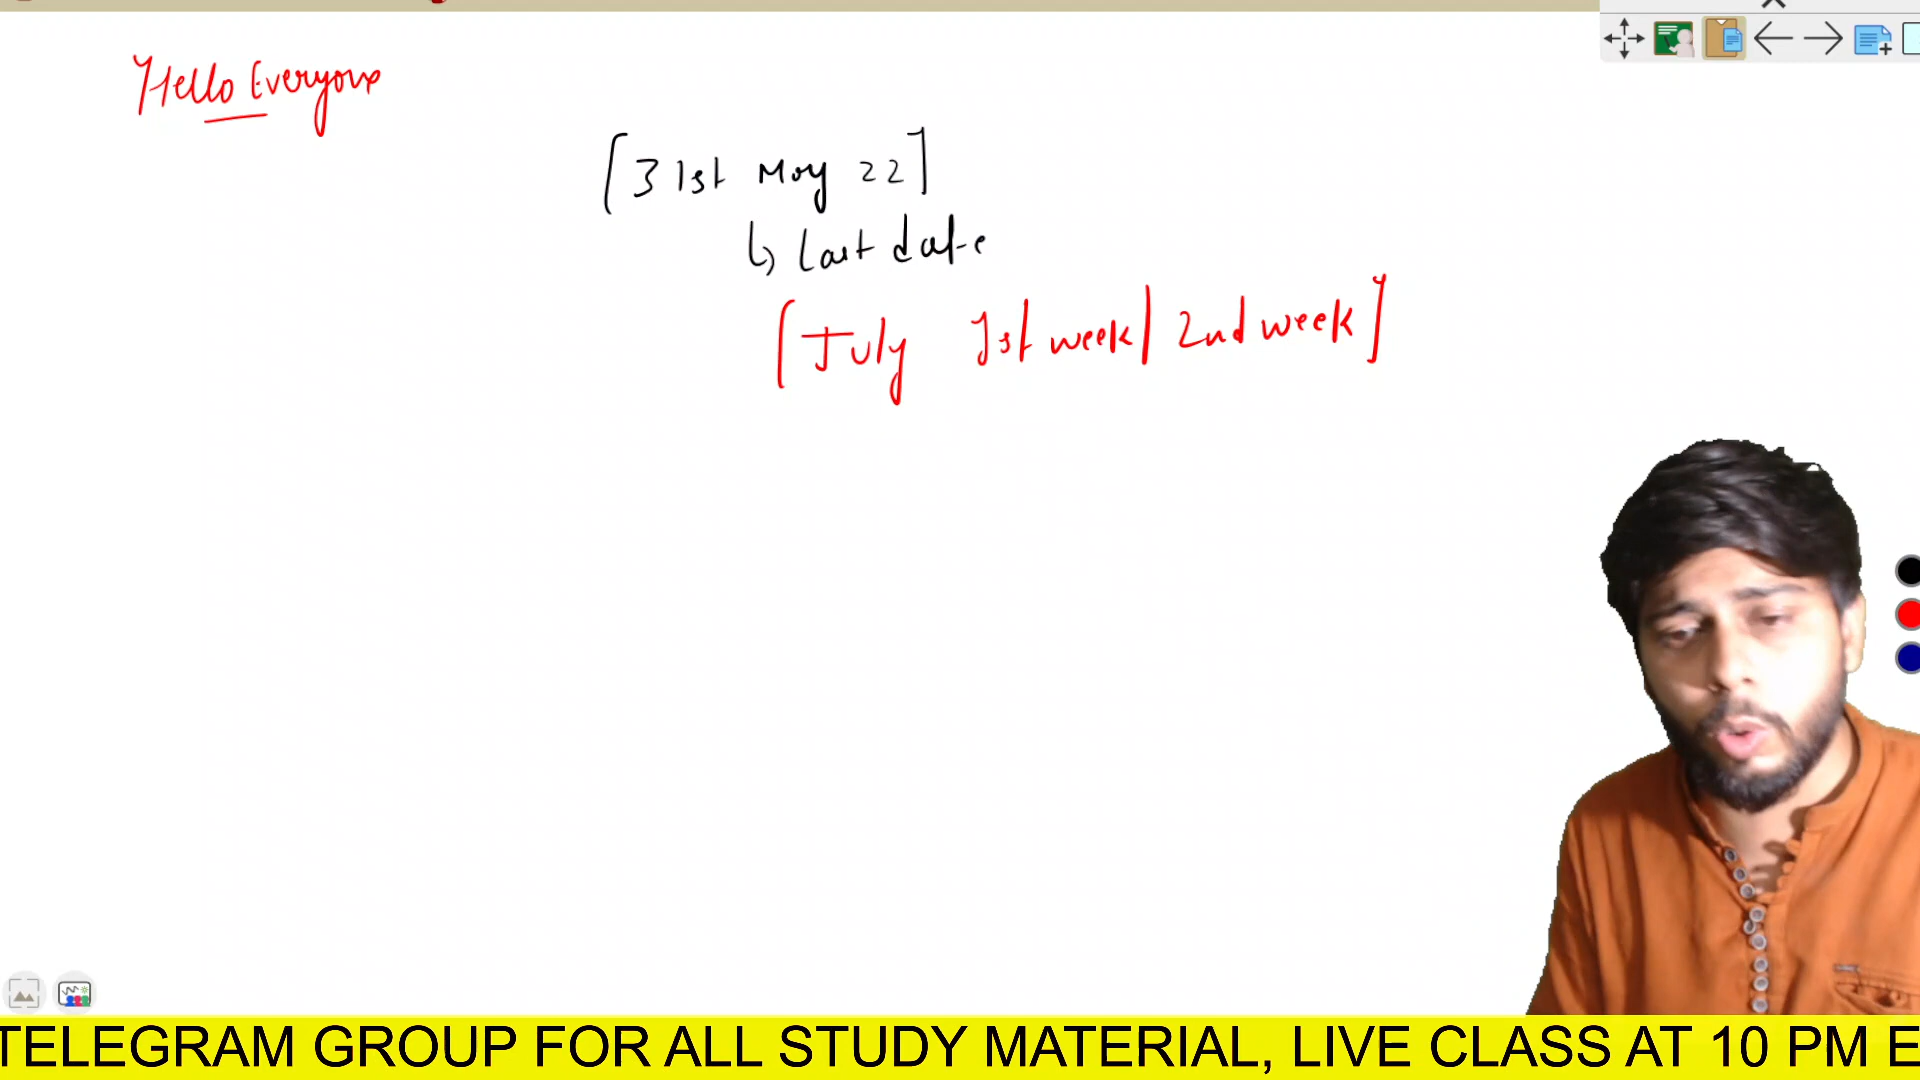 Hello Everyone
[31st May 22]
↳ Last date
[July 1st week/ 2nd week]
TELEGRAM GROUP FOR ALL STUDY MATERIAL, LIVE CLASS AT 10 PM E